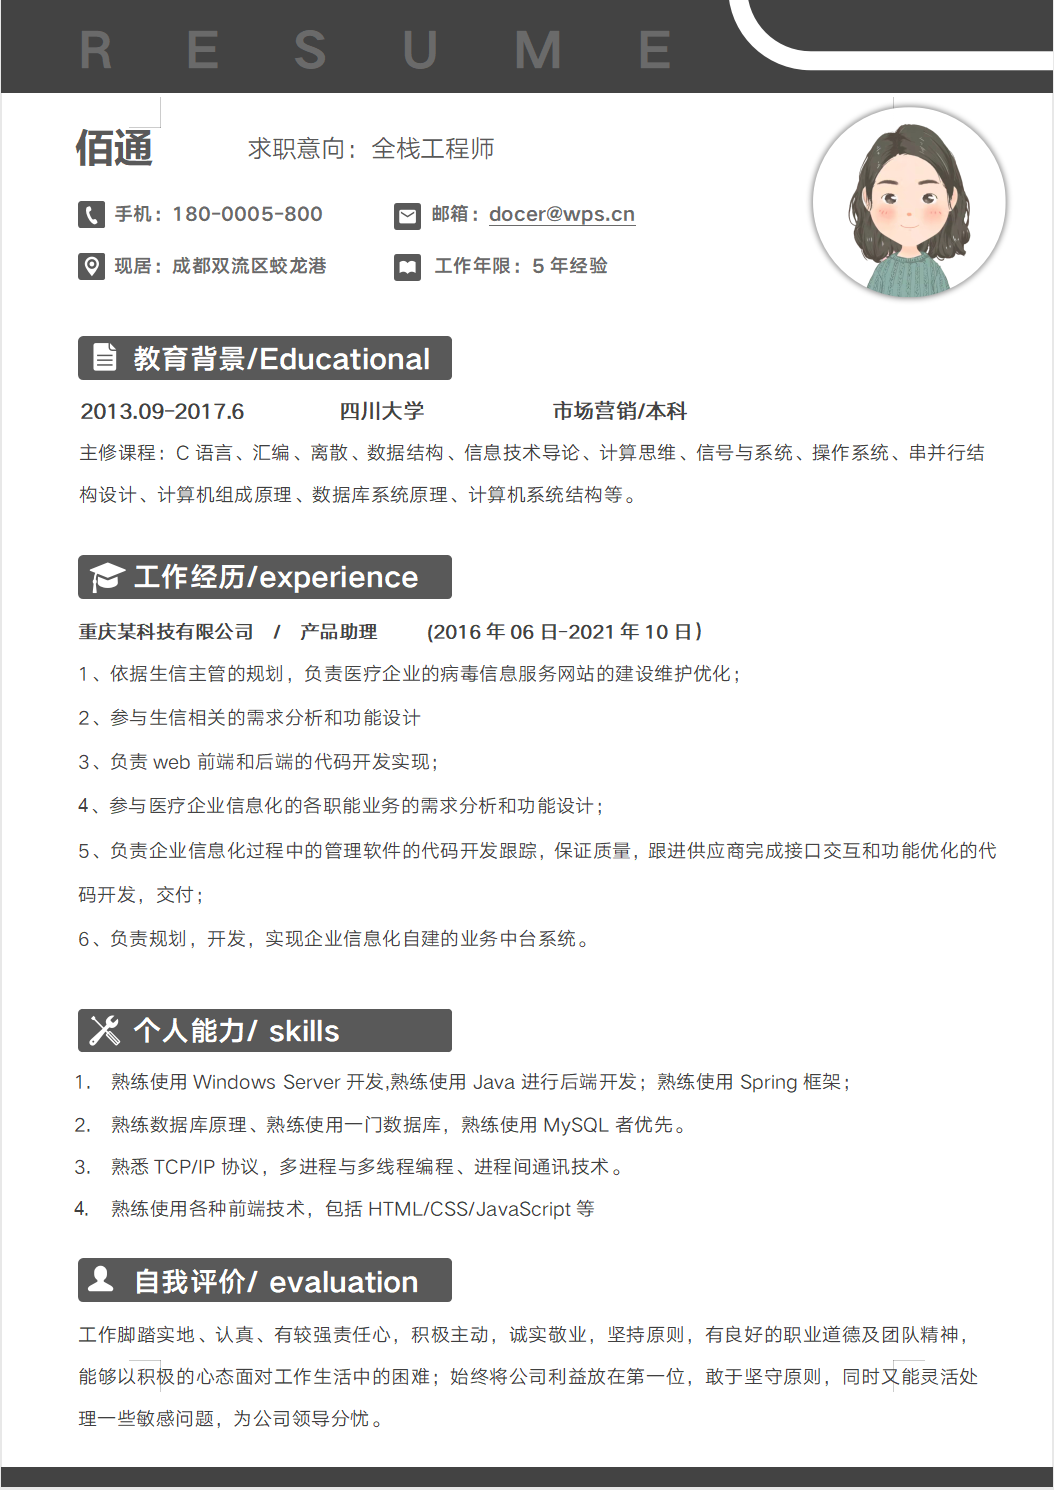 RESUME
佰通 求职意向：全栈工程师
手机：180-0005-800 邮箱：docer@wps.cn
现居：成都双流区蛟龙港 工作年限：5 年经验
教育背景/Educational
2013.09-2017.6 四川大学 市场营销/本科
主修课程：C 语言、汇编、离散、数据结构、信息技术导论、计算思维、信号与系统、操作系统、串并行结
构设计、计算机组成原理、数据库系统原理、计算机系统结构等。
工作经历/experience
重庆某科技有限公司 / 产品助理 (2016 年 06 日-2021 年 10 日)
1、依据生信主管的规划，负责医疗企业的病毒信息服务网站的建设维护优化；
2、参与生信相关的需求分析和功能设计
3、负责 web 前端和后端的代码开发实现；
4、参与医疗企业信息化的各职能业务的需求分析和功能设计；
5、负责企业信息化过程中的管理软件的代码开发跟踪，保证质量，跟进供应商完成接口交互和功能优化的代
码开发，交付；
6、负责规划，开发，实现企业信息化自建的业务中台系统。
个人能力/ skills
1. 熟练使用 Windows Server 开发,熟练使用 Java 进行后端开发；熟练使用 Spring 框架；
2. 熟练数据库原理、熟练使用一门数据库，熟练使用 MySQL 者优先。
3. 熟悉 TCP/IP 协议，多进程与多线程编程、进程间通讯技术。
4. 熟练使用各种前端技术，包括 HTML/CSS/JavaScript 等
自我评价/ evaluation
工作脚踏实地、认真、有较强责任心，积极主动，诚实敬业，坚持原则，有良好的职业道德及团队精神，
能够以积极的心态面对工作生活中的困难；始终将公司利益放在第一位，敢于坚守原则，同时又能灵活处
理一些敏感问题，为公司领导分忧。